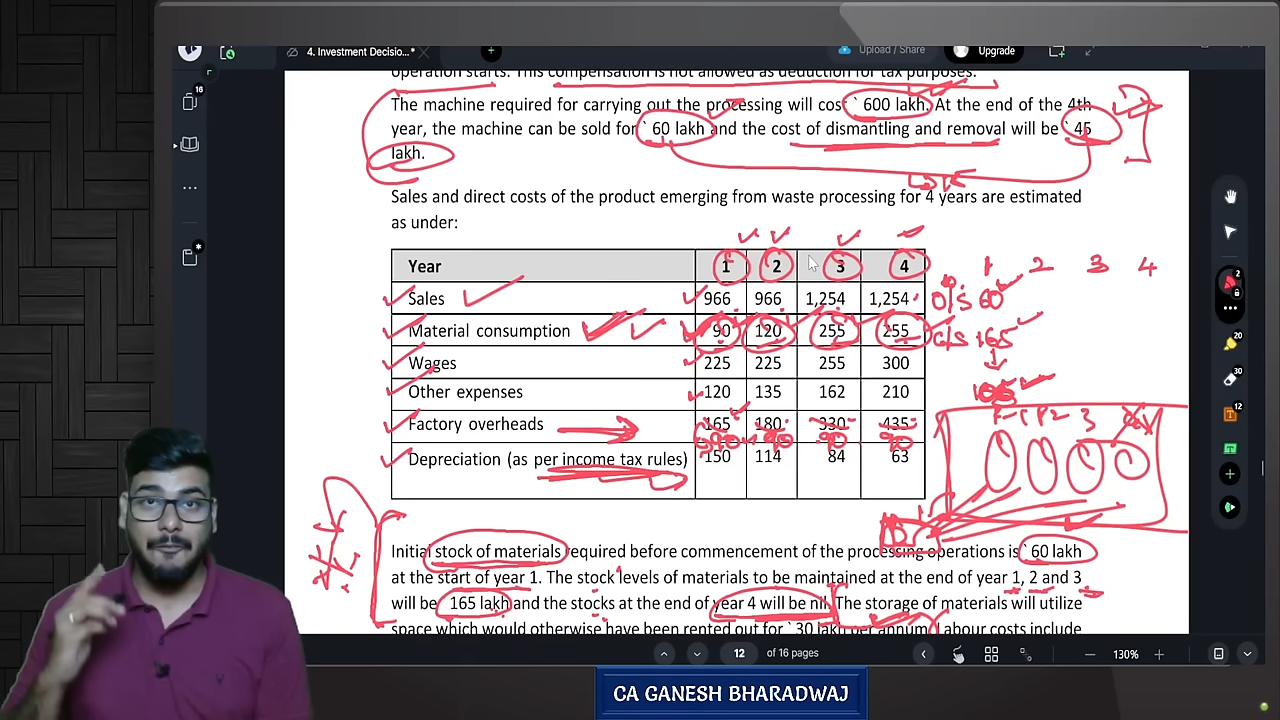 4. Investment Decisio...*
Upload / Share
Upgrade
16
operation starts. This compensation is not allowed as deduction for tax purposes.
The machine required for carrying out the processing will cost ` 600 lakh. At the end of the 4th
year, the machine can be sold for ` 60 lakh and the cost of dismantling and removal will be ` 45
lakh.
Sales and direct costs of the product emerging from waste processing for 4 years are estimated
as under:
Year 1 2 3 4
1 2 3 4
Sales 966 966 1,254 1,254
O/S 60
Material consumption 90 120 255 255
C/S 165
Wages 225 225 255 300
Other expenses 120 135 162 210
Factory overheads 165 180 330 435
90 90 90
Depreciation (as per income tax rules) 150 114 84 63
Initial stock of materials required before commencement of the processing operations is ` 60 lakh
at the start of year 1. The stock levels of materials to be maintained at the end of year 1, 2 and 3
will be ` 165 lakh and the stocks at the end of year 4 will be nil. The storage of materials will utilize
space which would otherwise have been rented out for ` 30 lakh per annum. Labour costs include
12 of 16 pages
130%
2
20
30
12
CA GANESH BHARADWAJ